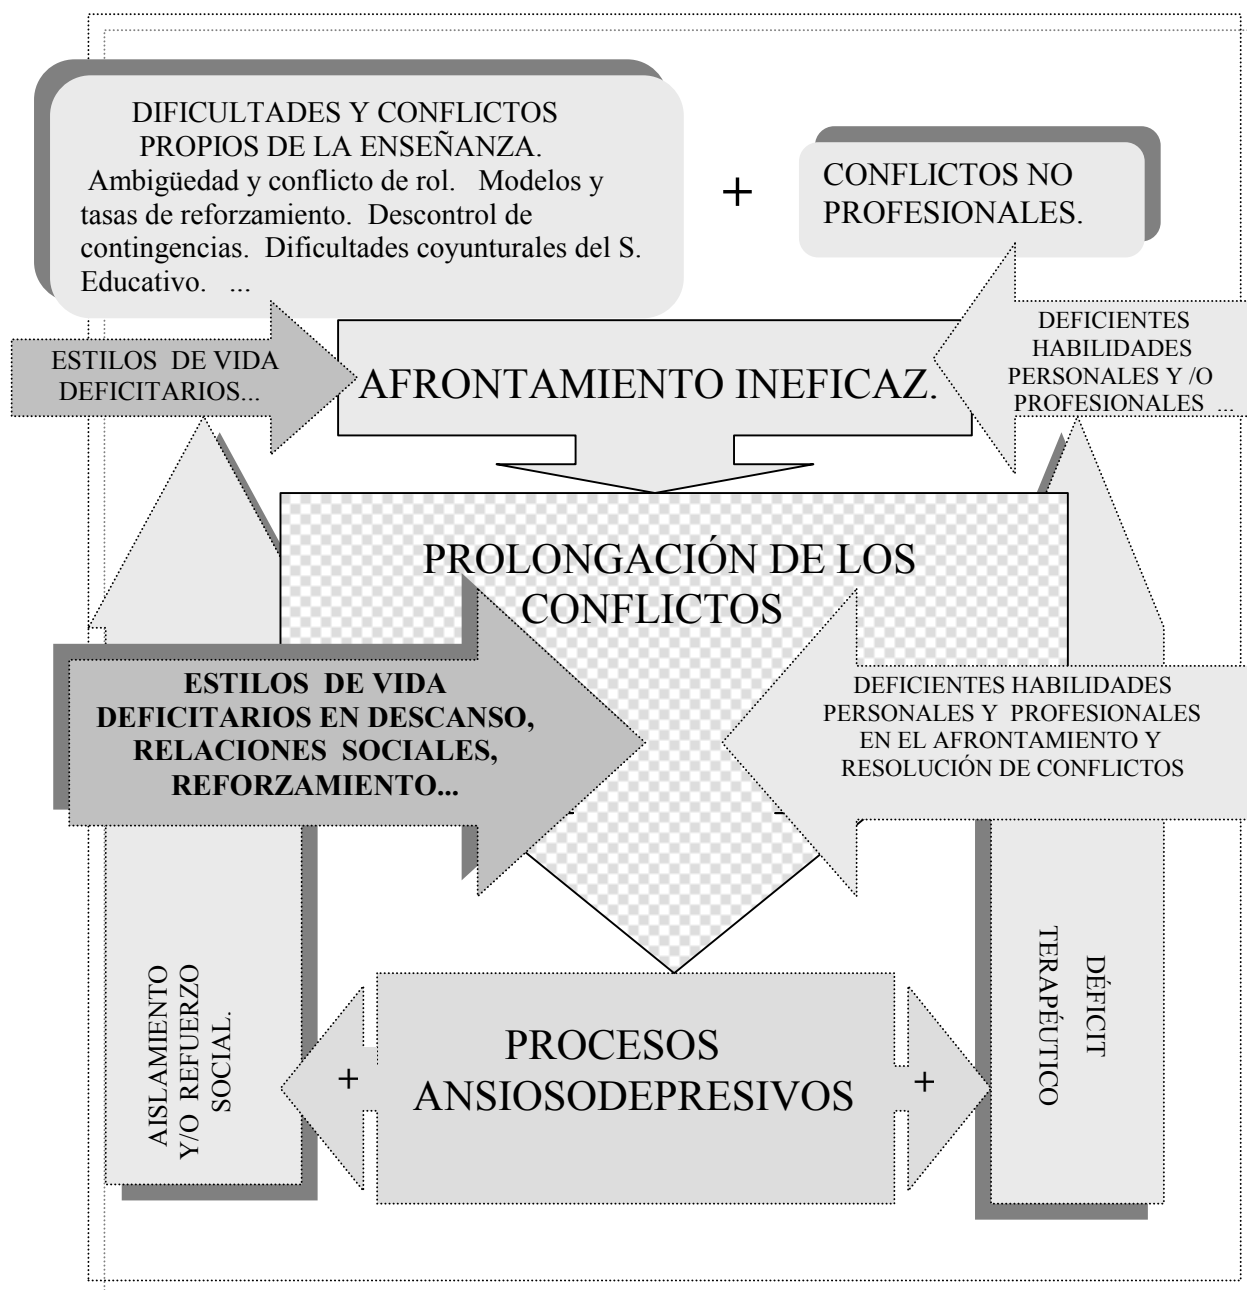 DIFICULTADES Y CONFLICTOS
PROPIOS DE LA ENSEÑANZA.
Ambigüedad y conflicto de rol. Modelos y
tasas de reforzamiento. Descontrol de
contingencias. Dificultades coyunturales del S.
Educativo. ...
+
CONFLICTOS NO
PROFESIONALES.
ESTILOS DE VIDA
DEFICITARIOS...
AFRONTAMIENTO INEFICAZ.
DEFICIENTES
HABILIDADES
PERSONALES Y /O
PROFESIONALES ...
PROLONGACIÓN DE LOS
CONFLICTOS
ESTILOS DE VIDA
DEFICITARIOS EN DESCANSO,
RELACIONES SOCIALES,
REFORZAMIENTO...
DEFICIENTES HABILIDADES
PERSONALES Y PROFESIONALES
EN EL AFRONTAMIENTO Y
RESOLUCIÓN DE CONFLICTOS
AISLAMIENTO
Y/O REFUERZO
SOCIAL.
+
PROCESOS
ANSIOSODEPRESIVOS
+
DÉFICIT
TERAPÉUTICO